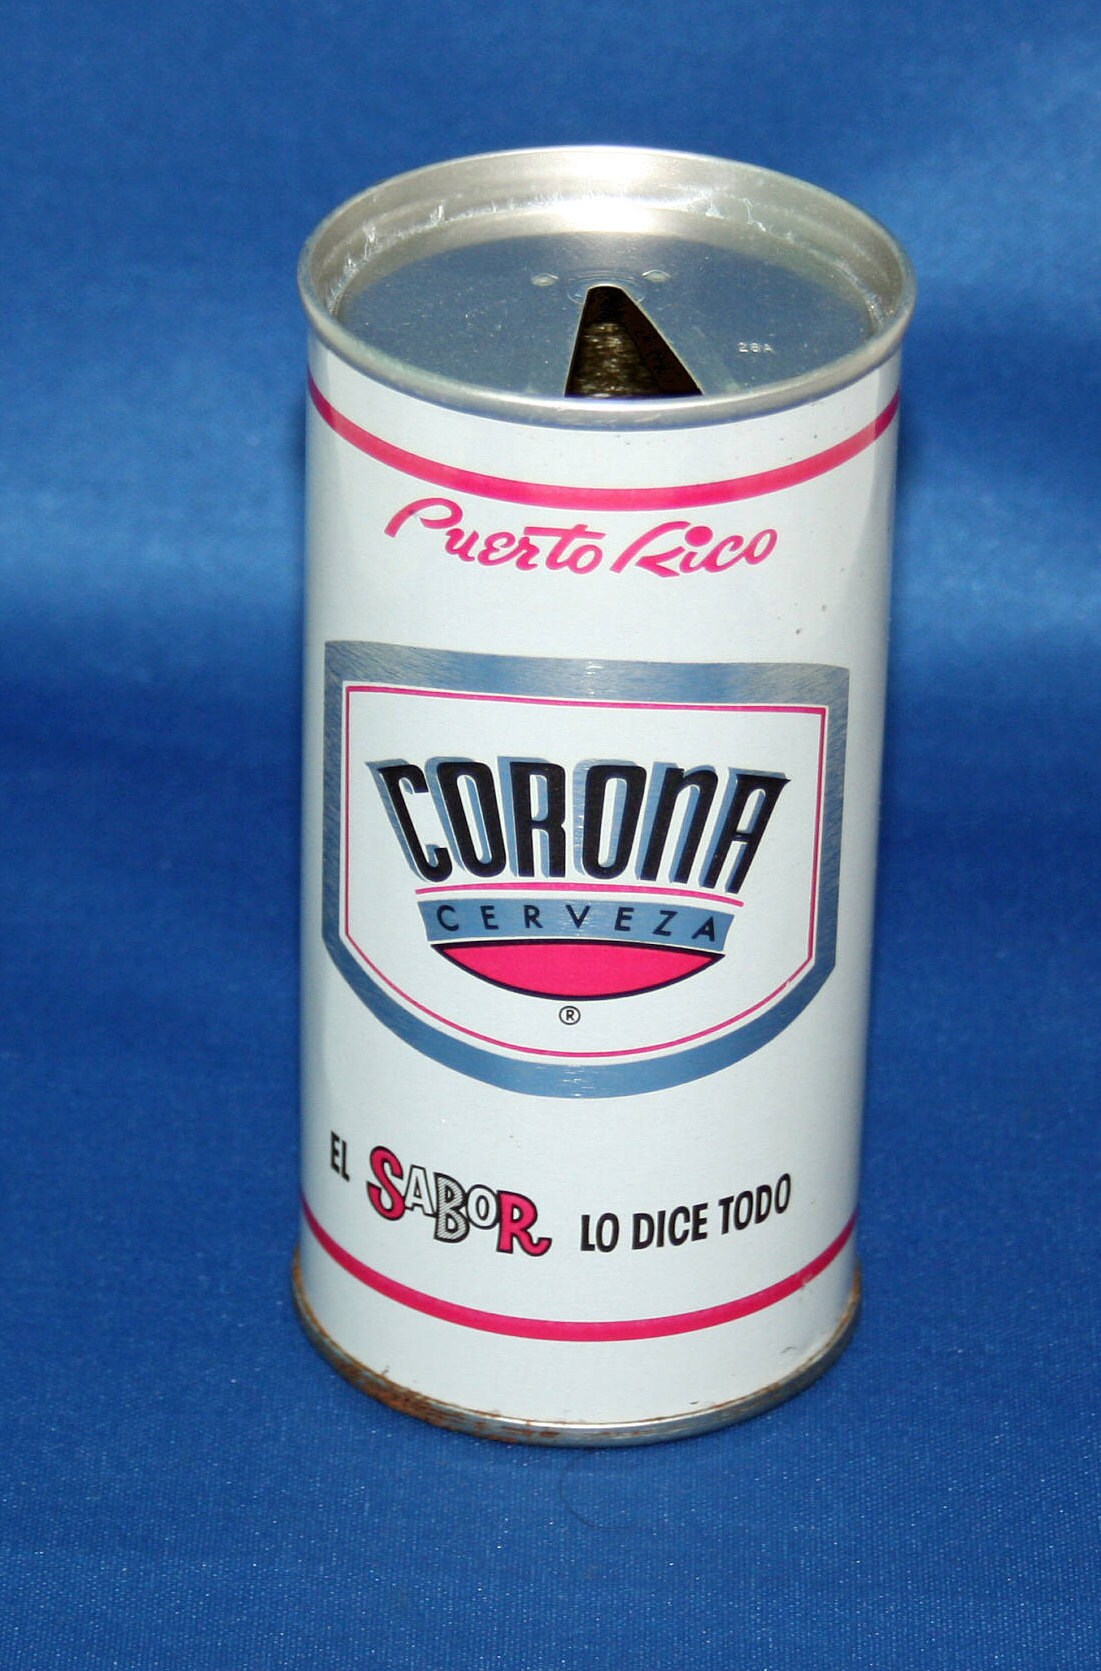 28A
Puerto Rico
CORONA
CERVEZA
®
EL SABOR LO DICE TODO